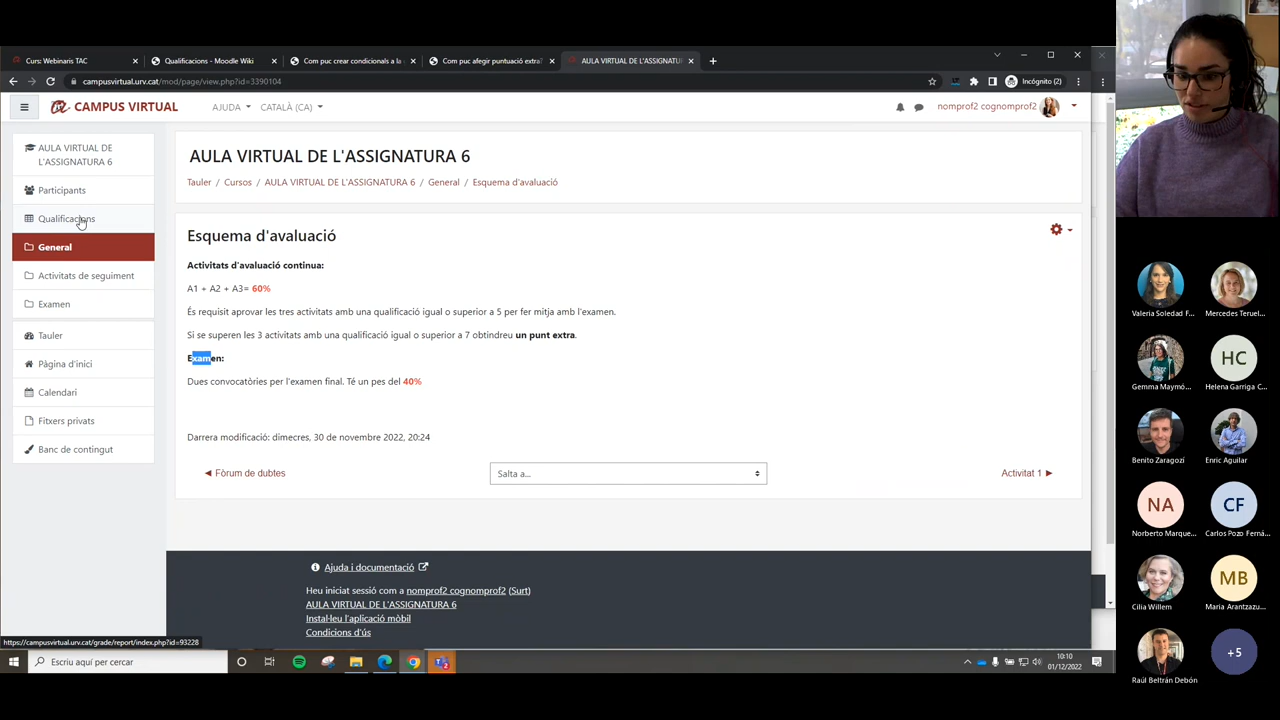 Curs: Webinaris TAC
Qualificacions - Moodle Wiki
Com puc crear condicionals a la
Com puc afegir puntuació extra?
AULA VIRTUAL DE L'ASSIGNATUR
campusvirtual.urv.cat/mod/page/view.php?id=3390104
Incógnito (2)
CAMPUS VIRTUAL
AJUDA
CATALÀ (CA)
nomprof2 cognomprof2
AULA VIRTUAL DE
L'ASSIGNATURA 6
Participants
Qualificacions
General
Activitats de seguiment
Examen
Tauler
Pàgina d'inici
Calendari
Fitxers privats
Banc de contingut
AULA VIRTUAL DE L'ASSIGNATURA 6
Tauler / Cursos / AULA VIRTUAL DE L'ASSIGNATURA 6 / General / Esquema d'avaluació
Esquema d'avaluació
Activitats d'avaluació continua:
A1 + A2 + A3= 60%
És requisit aprovar les tres activitats amb una qualificació igual o superior a 5 per fer mitja amb l'examen.
Si se superen les 3 activitats amb una qualificació igual o superior a 7 obtindreu un punt extra.
Examen:
Dues convocatòries per l'examen final. Té un pes del 40%
Darrera modificació: dimecres, 30 de novembre 2022, 20:24
◄ Fòrum de dubtes
Salta a...
Activitat 1 ►
Ajuda i documentació
Heu iniciat sessió com a nomprof2 cognomprof2 (Surt)
AULA VIRTUAL DE L'ASSIGNATURA 6
Instal·leu l'aplicació mòbil
Condicions d'ús
https://campusvirtual.urv.cat/grade/report/index.php?id=93228
Escriu aquí per cercar
10:10
01/12/2022
Valeria Soledad F...
Mercedes Teruel...
Gemma Maymó...
HC
Helena Garriga C...
Benito Zaragozí
Enric Aguilar
NA
Norberto Marque...
CF
Carlos Pozo Ferná...
Cilia Willem
MB
Maria Arantzazu...
Raúl Beltrán Debón
+5